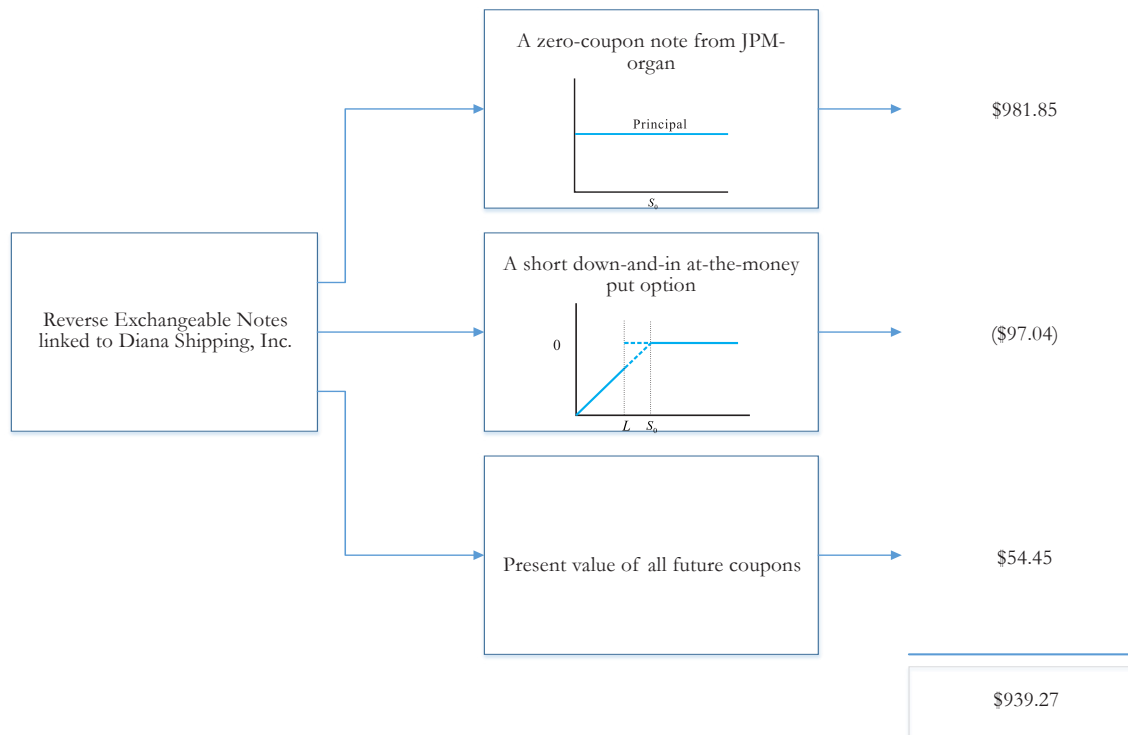 A zero-coupon note from JPM-
organ
Principal
S₀
$981.85
Reverse Exchangeable Notes
linked to Diana Shipping, Inc.
A short down-and-in at-the-money
put option
0
L S₀
($97.04)
Present value of all future coupons
$54.45
$939.27